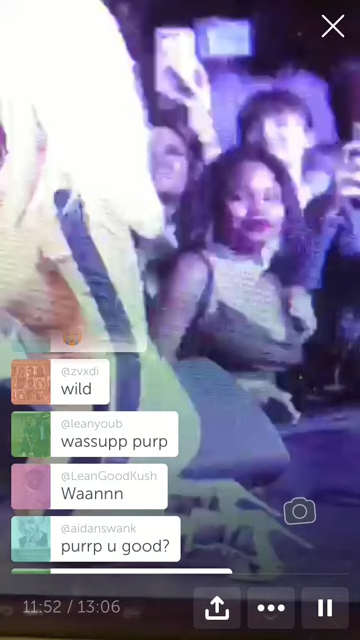 @zvxdi
wild
@leanyoub
wassupp purp
@LeanGoodKush
Waannn
@aidanswank
purrp u good?
11:52 / 13:06